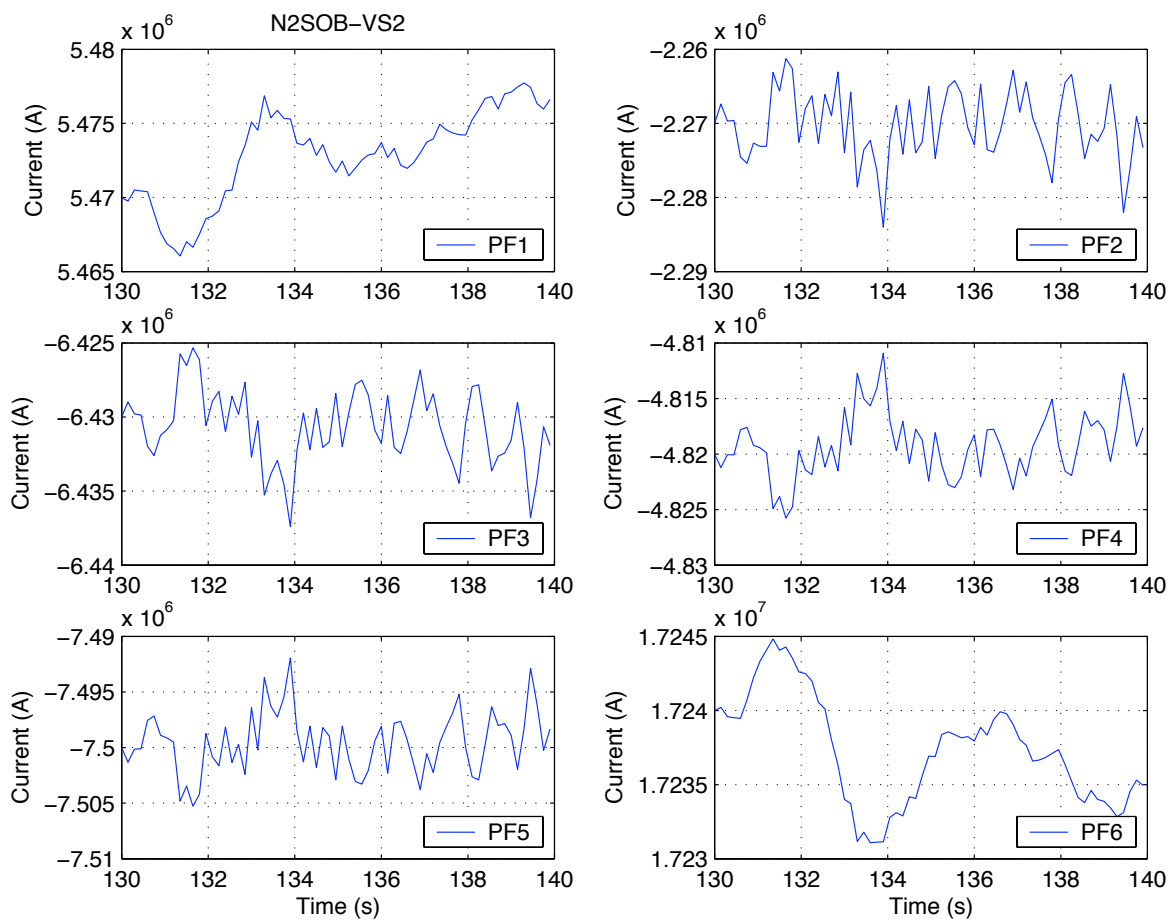 N2SOB−VS2
x 10^6
5.48
5.475
5.47
5.465
Current (A)
PF1
130 132 134 136 138 140
x 10^6
−2.26
−2.27
−2.28
−2.29
Current (A)
PF2
130 132 134 136 138 140
x 10^6
−6.425
−6.43
−6.435
−6.44
Current (A)
PF3
130 132 134 136 138 140
x 10^6
−4.81
−4.815
−4.82
−4.825
−4.83
Current (A)
PF4
130 132 134 136 138 140
x 10^6
−7.49
−7.495
−7.5
−7.505
−7.51
Current (A)
PF5
130 132 134 136 138 140
Time (s)
x 10^7
1.7245
1.724
1.7235
1.723
Current (A)
PF6
130 132 134 136 138 140
Time (s)